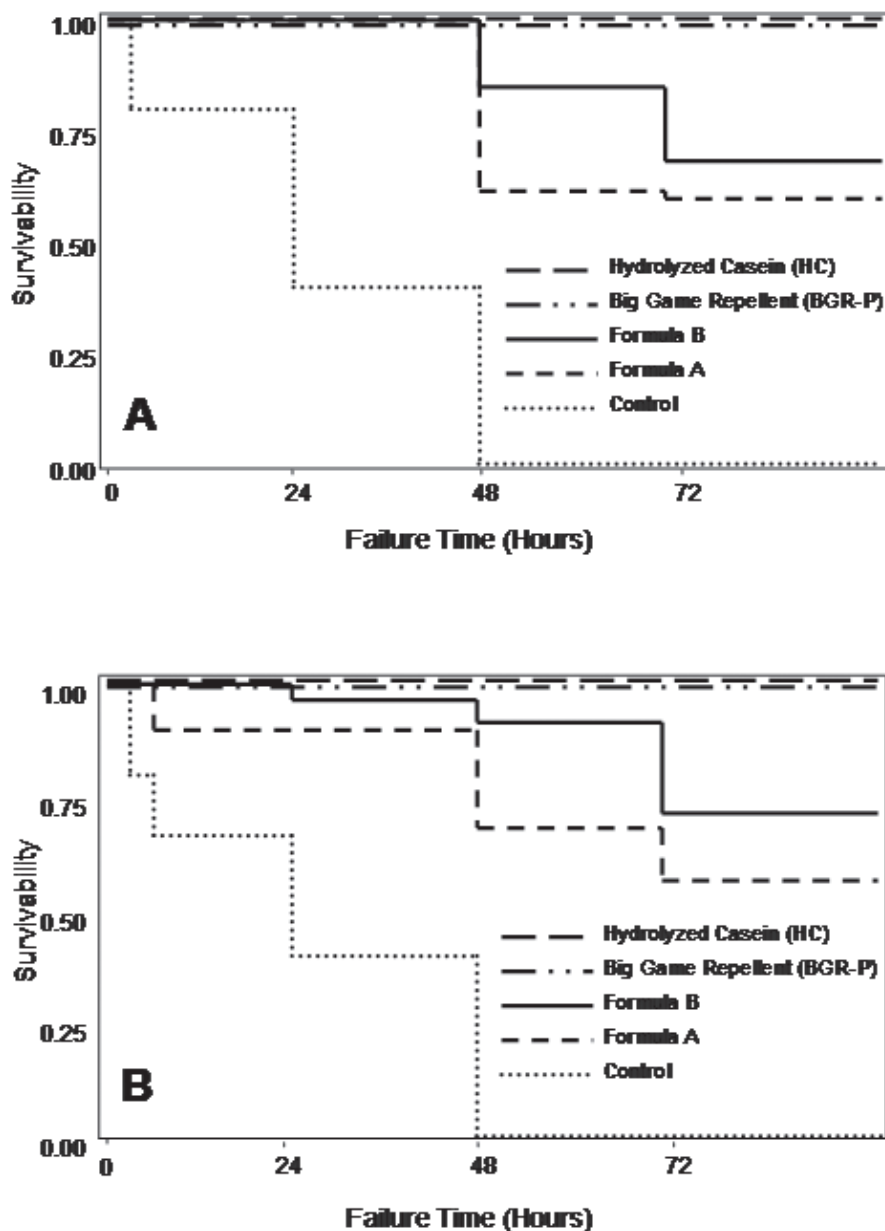 1.00
0.75
0.50
0.25
0.00
Survivability
Hydrolyzed Casein (HC)
Big Game Repellent (BGR-P)
Formula B
Formula A
Control
A
0 24 48 72
Failure Time (Hours)
1.00
0.75
0.50
0.25
0.00
Survivability
Hydrolyzed Casein (HC)
Big Game Repellent (BGR-P)
Formula B
Formula A
Control
B
0 24 48 72
Failure Time (Hours)